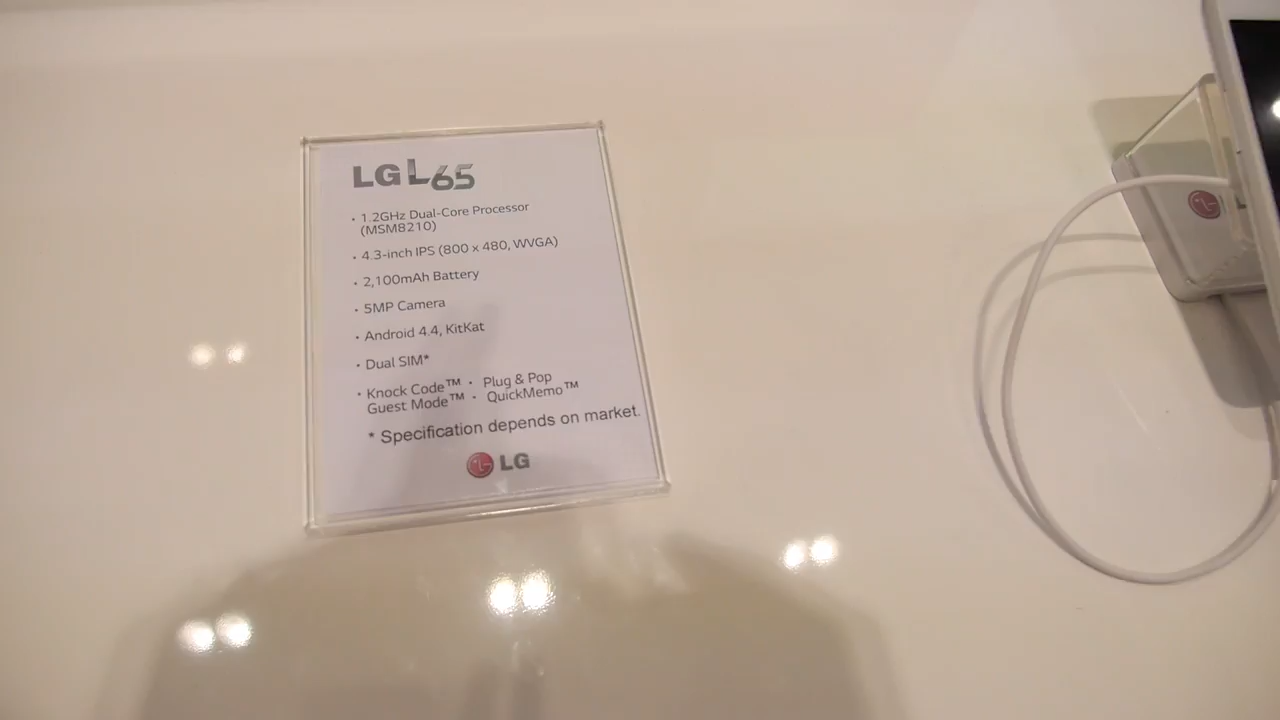 LG L65
• 1.2GHz Dual-Core Processor
(MSM8210)
• 4.3-inch IPS (800 x 480, WVGA)
• 2,100mAh Battery
• 5MP Camera
• Android 4.4, KitKat
• Dual SIM*
• Knock Code™ • Plug & Pop
Guest Mode™ • QuickMemo™
* Specification depends on market.
LG